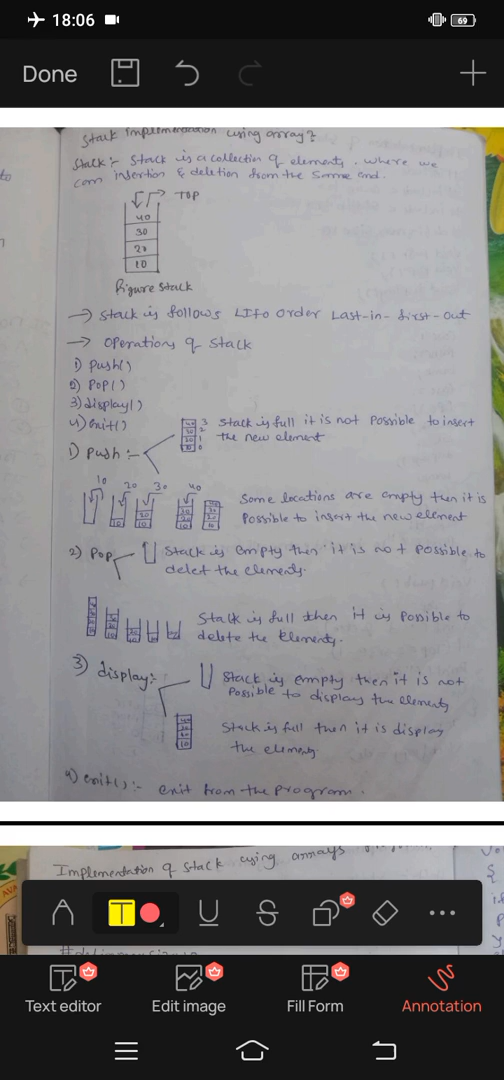 18:06
69
Done
Stack implementation using array?
Stack:- Stack is a collection of elements. where we
can insertion & deletion from the same end.
TOP
40
30
20
10
Figure Stack
→ Stack is follows LIFO Order Last-in-first-out
→ Operations of Stack
1) Push()
2) POP()
3) display()
4) exit()
1) Push:-
40 3
30 2
20 1
10 0
Stack is full it is not Possible to insert
the new element
10 20 30 40
Some locations are empty then it is
Possible to insert the new element
2) Pop
Stack is empty then it is not possible to
delet the elements.
Stack is full then it is possible to
delete the Elements.
3) display:-
Stack is empty then it is not
Possible to display the elements
Stack is full then it is display
the elements.
4) exit():- exit from the program.
Implementation of stack using arrays
Text editor
Edit image
Fill Form
Annotation